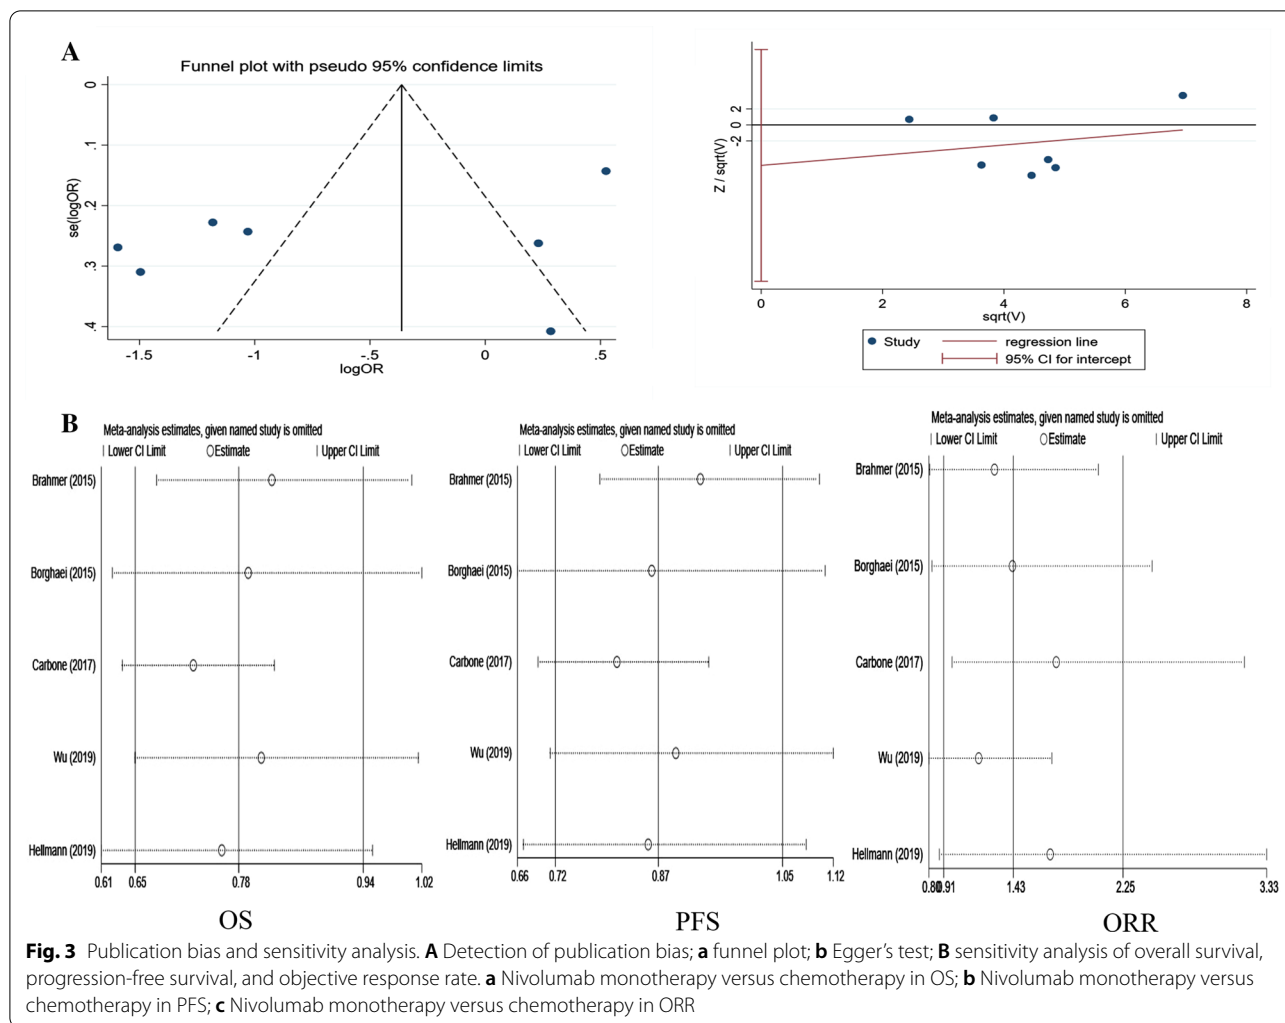 A
Funnel plot with pseudo 95% confidence limits
se(logOR)
0
.1
.2
.3
.4
-1.5
-1
-.5
0
.5
logOR
Z / sqrt(V)
2
0
-2
0
2
4
6
8
sqrt(V)
Study
regression line
95% CI for intercept
B
Meta-analysis estimates, given named study is omitted
Lower CI Limit Estimate Upper CI Limit
Brahmer (2015)
Borghaei (2015)
Carbone (2017)
Wu (2019)
Hellmann (2019)
0.61 0.65 0.78 0.94 1.02
OS
Meta-analysis estimates, given named study is omitted
Lower CI Limit Estimate Upper CI Limit
Brahmer (2015)
Borghaei (2015)
Carbone (2017)
Wu (2019)
Hellmann (2019)
0.66 0.72 0.87 1.05 1.12
PFS
Meta-analysis estimates, given named study is omitted
Lower CI Limit Estimate Upper CI Limit
Brahmer (2015)
Borghaei (2015)
Carbone (2017)
Wu (2019)
Hellmann (2019)
0.91 1.43 2.25 3.33
ORR
Fig. 3 Publication bias and sensitivity analysis. A Detection of publication bias; a funnel plot; b Egger's test; B sensitivity analysis of overall survival,
progression-free survival, and objective response rate. a Nivolumab monotherapy versus chemotherapy in OS; b Nivolumab monotherapy versus
chemotherapy in PFS; c Nivolumab monotherapy versus chemotherapy in ORR